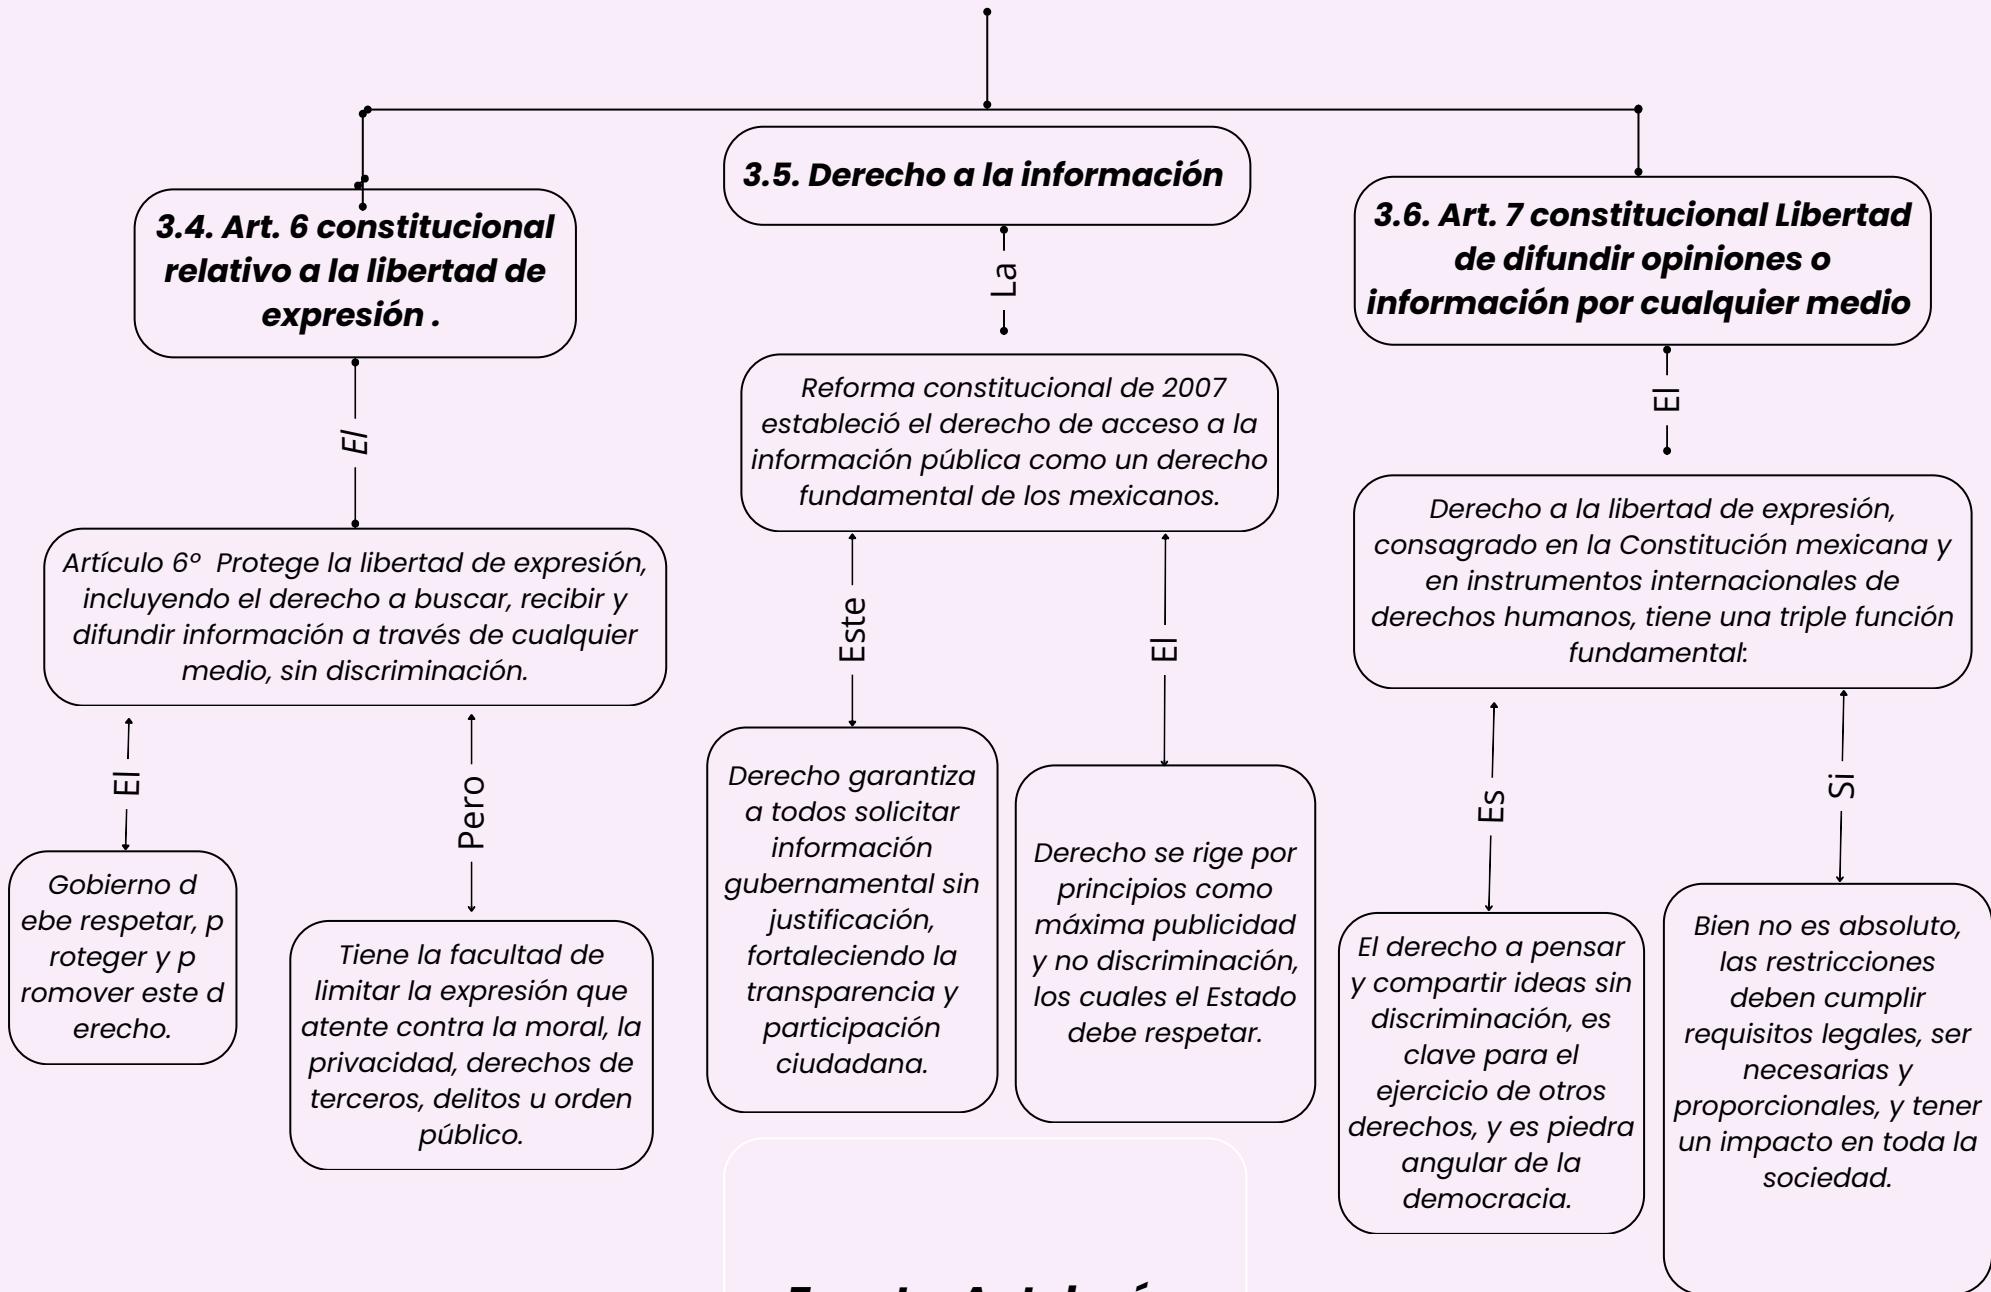 3.4. Art. 6 constitucional
relativo a la libertad de
expresión .
El
Artículo 6º  Protege la libertad de expresión,
incluyendo el derecho a buscar, recibir y
difundir información a través de cualquier
medio, sin discriminación.
El
Gobierno d
ebe respetar, p
roteger y p
romover este d
erecho.
Pero
Tiene la facultad de
limitar la expresión que
atente contra la moral, la
privacidad, derechos de
terceros, delitos u orden
público.
3.5. Derecho a la información
La
Reforma constitucional de 2007
estableció el derecho de acceso a la
información pública como un derecho
fundamental de los mexicanos.
Este
Derecho garantiza
a todos solicitar
información
gubernamental sin
justificación,
fortaleciendo la
transparencia y
participación
ciudadana.
El
Derecho se rige por
principios como
máxima publicidad
y no discriminación,
los cuales el Estado
debe respetar.
3.6. Art. 7 constitucional Libertad
de difundir opiniones o
información por cualquier medio
El
Derecho a la libertad de expresión,
consagrado en la Constitución mexicana y
en instrumentos internacionales de
derechos humanos, tiene una triple función
fundamental:
Es
El derecho a pensar
y compartir ideas sin
discriminación, es
clave para el
ejercicio de otros
derechos, y es piedra
angular de la
democracia.
Si
Bien no es absoluto,
las restricciones
deben cumplir
requisitos legales, ser
necesarias y
proporcionales, y tener
un impacto en toda la
sociedad.